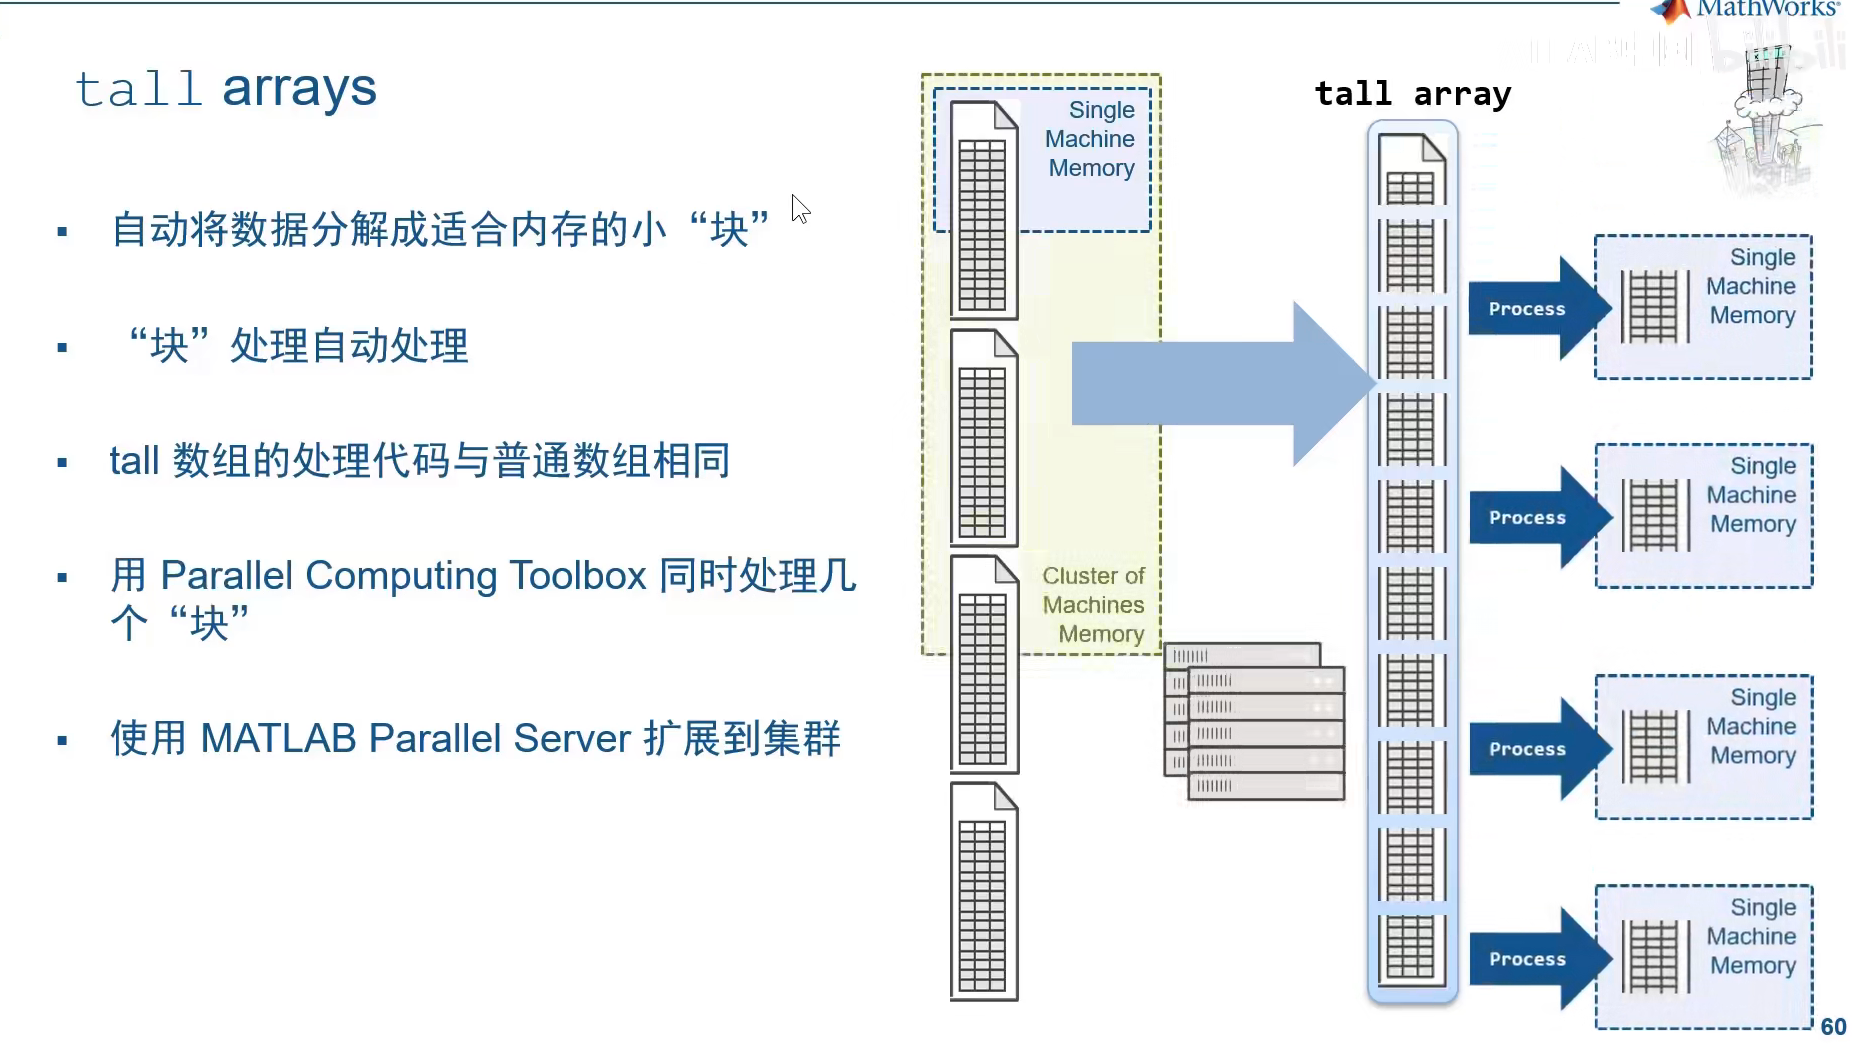 MathWorks®
bilibili
tall arrays
▪ 自动将数据分解成适合内存的小“块”
▪ “块”处理自动处理
▪ tall 数组的处理代码与普通数组相同
▪ 用 Parallel Computing Toolbox 同时处理几
个“块”
▪ 使用 MATLAB Parallel Server 扩展到集群
Single
Machine
Memory
Cluster of
Machines
Memory
tall array
Process
Single
Machine
Memory
Process
Single
Machine
Memory
Process
Single
Machine
Memory
Process
Single
Machine
Memory
60